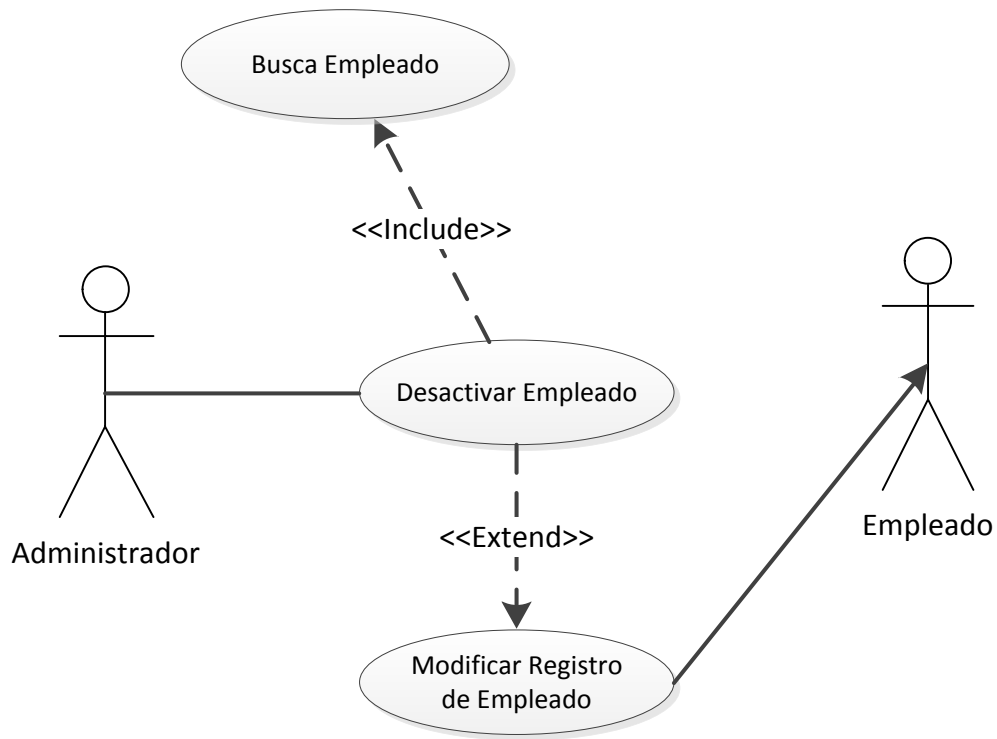 Busca Empleado
<<Include>>
Desactivar Empleado
<<Extend>>
Administrador
Empleado
Modificar Registro
de Empleado